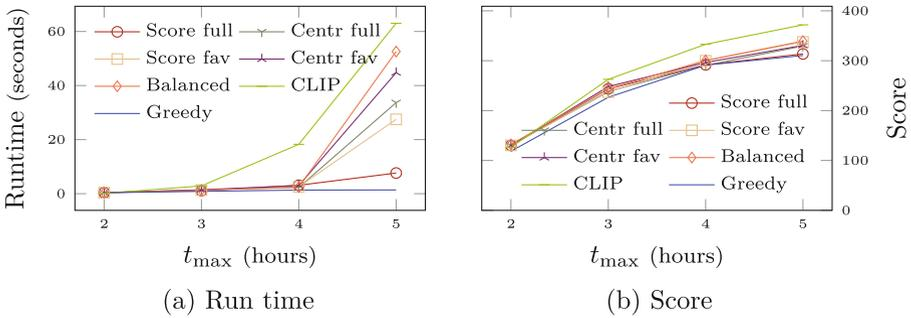 Runtime (seconds)
60
40
20
0
Score full
Centr full
Score fav
Centr fav
Balanced
CLIP
Greedy
2
3
4
5
t_max (hours)
(a) Run time
400
300
200
100
0
Score
Score full
Centr full
Score fav
Centr fav
Balanced
CLIP
Greedy
2
3
4
5
t_max (hours)
(b) Score